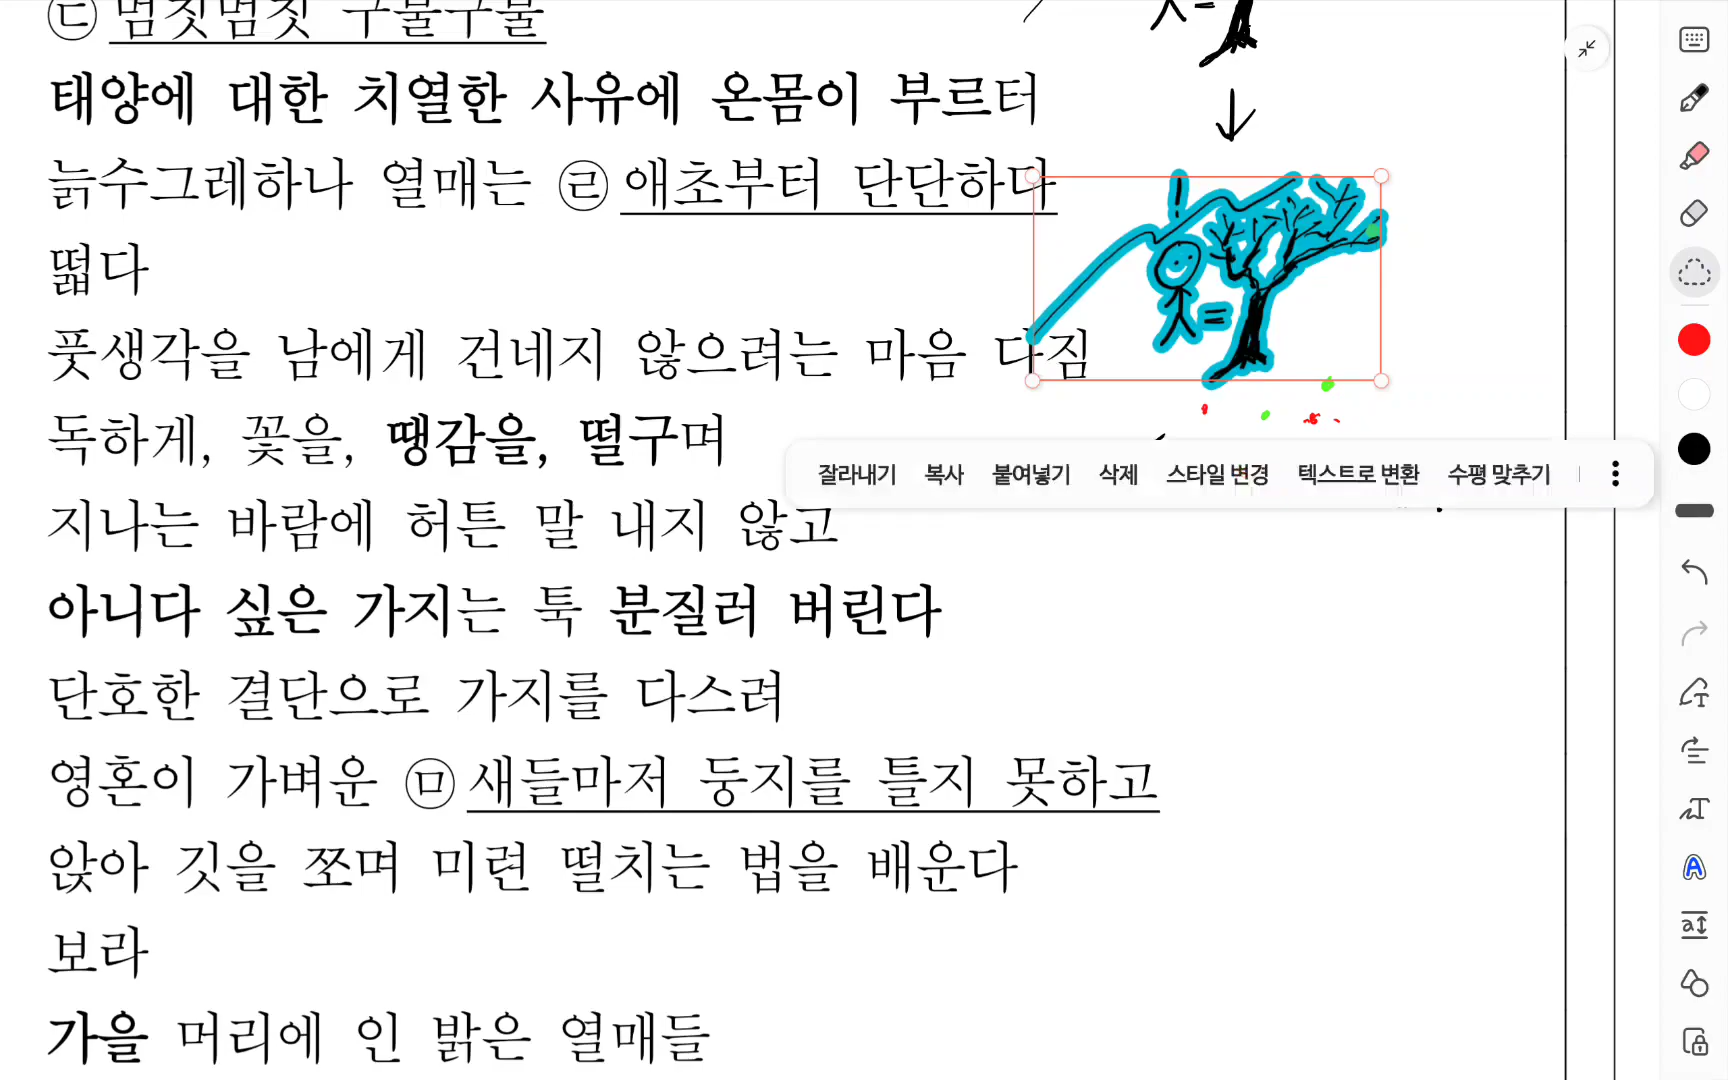 ㉢ 멈칫멈칫 구불구불
태양에 대한 치열한 사유에 온몸이 부르터
늙수그레하나 열매는 ㉣ 애초부터 단단하다
떫다
풋생각을 남에게 건네지 않으려는 마음 다짐
독하게, 꽃을, 땡감을, 떨구며
잘라내기 복사 붙여넣기 삭제 스타일 변경 텍스트로 변환 수평 맞추기
지나는 바람에 허튼 말 내지 않고
아니다 싶은 가지는 툭 분질러 버린다
단호한 결단으로 가지를 다스려
영혼이 가벼운 ㉤ 새들마저 둥지를 틀지 못하고
앉아 깃을 쪼며 미련 떨치는 법을 배운다
보라
가을 머리에 인 밝은 열매들